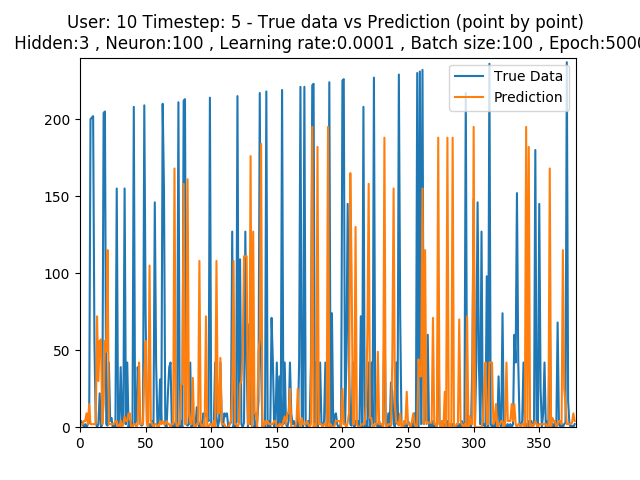 User: 10 Timestep: 5 - True data vs Prediction (point by point)
Hidden:3 , Neuron:100 , Learning rate:0.0001 , Batch size:100 , Epoch:5000
True Data
Prediction
200
150
100
50
0
0 50 100 150 200 250 300 350